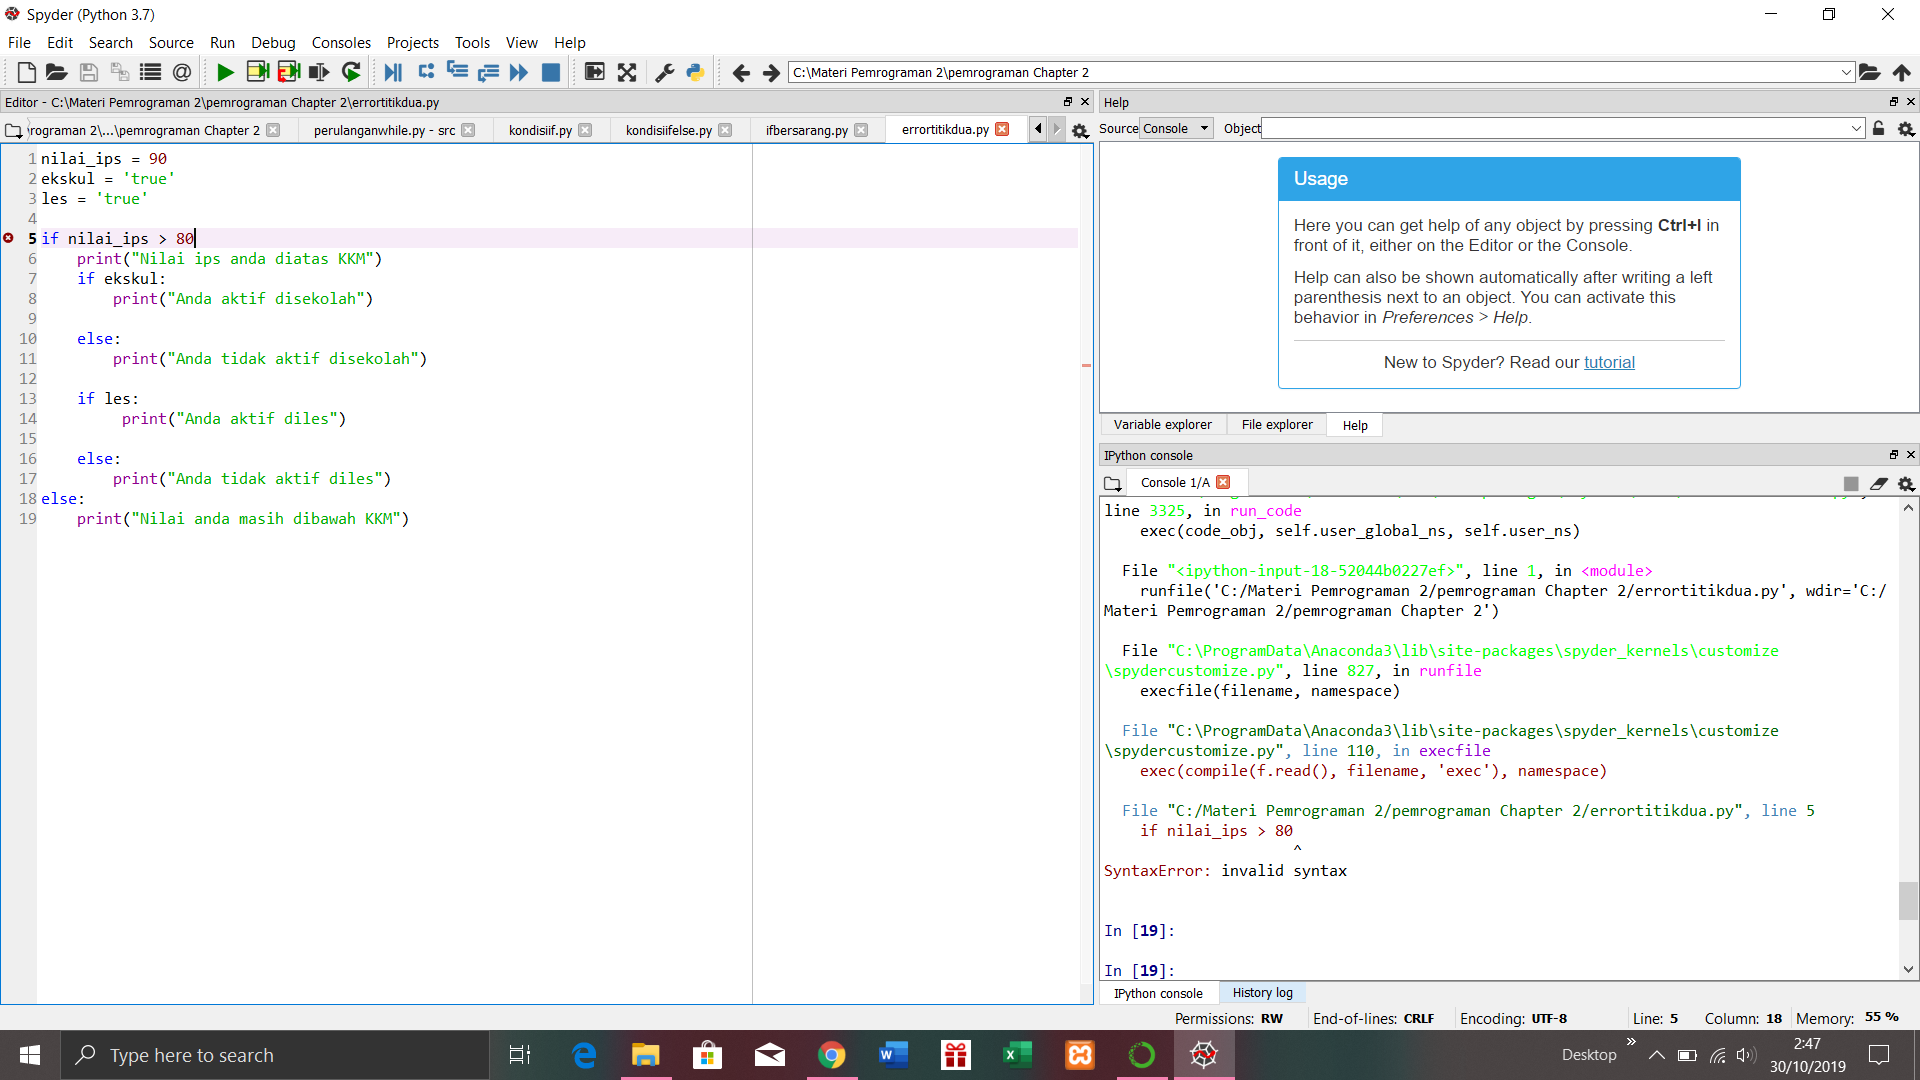 Spyder (Python 3.7)
File Edit Search Source Run Debug Consoles Projects Tools View Help
C:\Materi Pemrograman 2\pemrograman Chapter 2
Editor - C:\Materi Pemrograman 2\pemrograman Chapter 2\errortitikdua.py
rograman 2\...\pemrograman Chapter 2 perulanganwhile.py - src kondisiif.py kondisiifelse.py ifbersarang.py errortitikdua.py
1 nilai_ips = 90
2 ekskul = 'true'
3 les = 'true'
4
5 if nilai_ips > 80
6 print("Nilai ips anda diatas KKM")
7 if ekskul:
8 print("Anda aktif disekolah")
9
10 else:
11 print("Anda tidak aktif disekolah")
12
13 if les:
14 print("Anda aktif diles")
15
16 else:
17 print("Anda tidak aktif diles")
18 else:
19 print("Nilai anda masih dibawah KKM")
Help
Source Console Object
Usage
Here you can get help of any object by pressing Ctrl+I in
front of it, either on the Editor or the Console.
Help can also be shown automatically after writing a left
parenthesis next to an object. You can activate this
behavior in Preferences > Help.
New to Spyder? Read our tutorial
Variable explorer File explorer Help
IPython console
Console 1/A
line 3325, in run_code
exec(code_obj, self.user_global_ns, self.user_ns)
File "<ipython-input-18-52044b0227ef>", line 1, in <module>
runfile('C:/Materi Pemrograman 2/pemrograman Chapter 2/errortitikdua.py', wdir='C:/
Materi Pemrograman 2/pemrograman Chapter 2')
File "C:\ProgramData\Anaconda3\lib\site-packages\spyder_kernels\customize
\spydercustomize.py", line 827, in runfile
execfile(filename, namespace)
File "C:\ProgramData\Anaconda3\lib\site-packages\spyder_kernels\customize
\spydercustomize.py", line 110, in execfile
exec(compile(f.read(), filename, 'exec'), namespace)
File "C:/Materi Pemrograman 2/pemrograman Chapter 2/errortitikdua.py", line 5
if nilai_ips > 80
^
SyntaxError: invalid syntax
In [19]:
In [19]:
IPython console History log
Permissions: RW End-of-lines: CRLF Encoding: UTF-8 Line: 5 Column: 18 Memory: 55 %
Type here to search
Desktop
2:47
30/10/2019